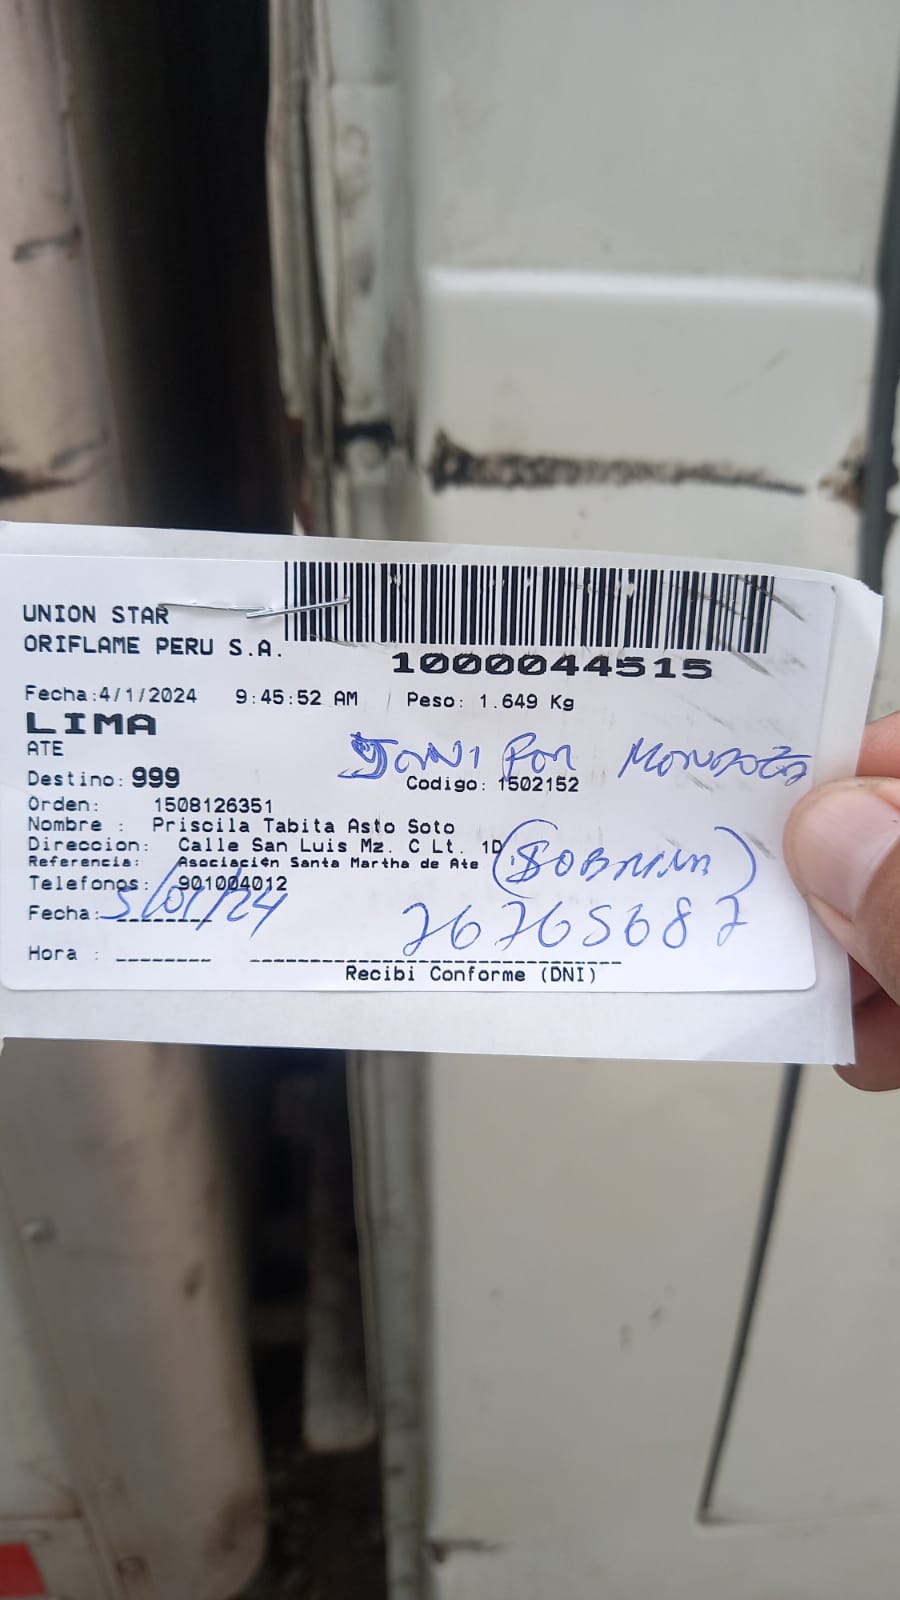 UNION STAR
ORIFLAME PERU S.A.
1000044515
Fecha:4/1/2024 9:45:52 AM Peso: 1.649 Kg
LIMA
ATE
Destino: 999 Codigo: 1502152
Orden: 1508126351
Nombre : Priscila Tabita Asto Soto
Direccion: Calle San Luis Mz. C Lt. 1D
Referencia: Asociación Santa Martha de Ate
Telefonos: 901004012
Fecha: 5/01/24
Hora :
Recibi Conforme (DNI)